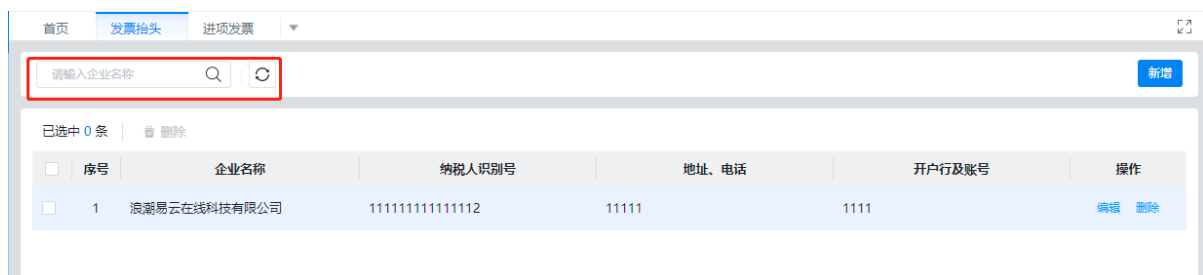 首页 发票抬头 进项发票
请输入企业名称 新增
已选中 0 条 删除
序号 企业名称 纳税人识别号 地址、电话 开户行及账号 操作
1 浪潮易云在线科技有限公司 111111111111112 11111 1111 编辑 删除